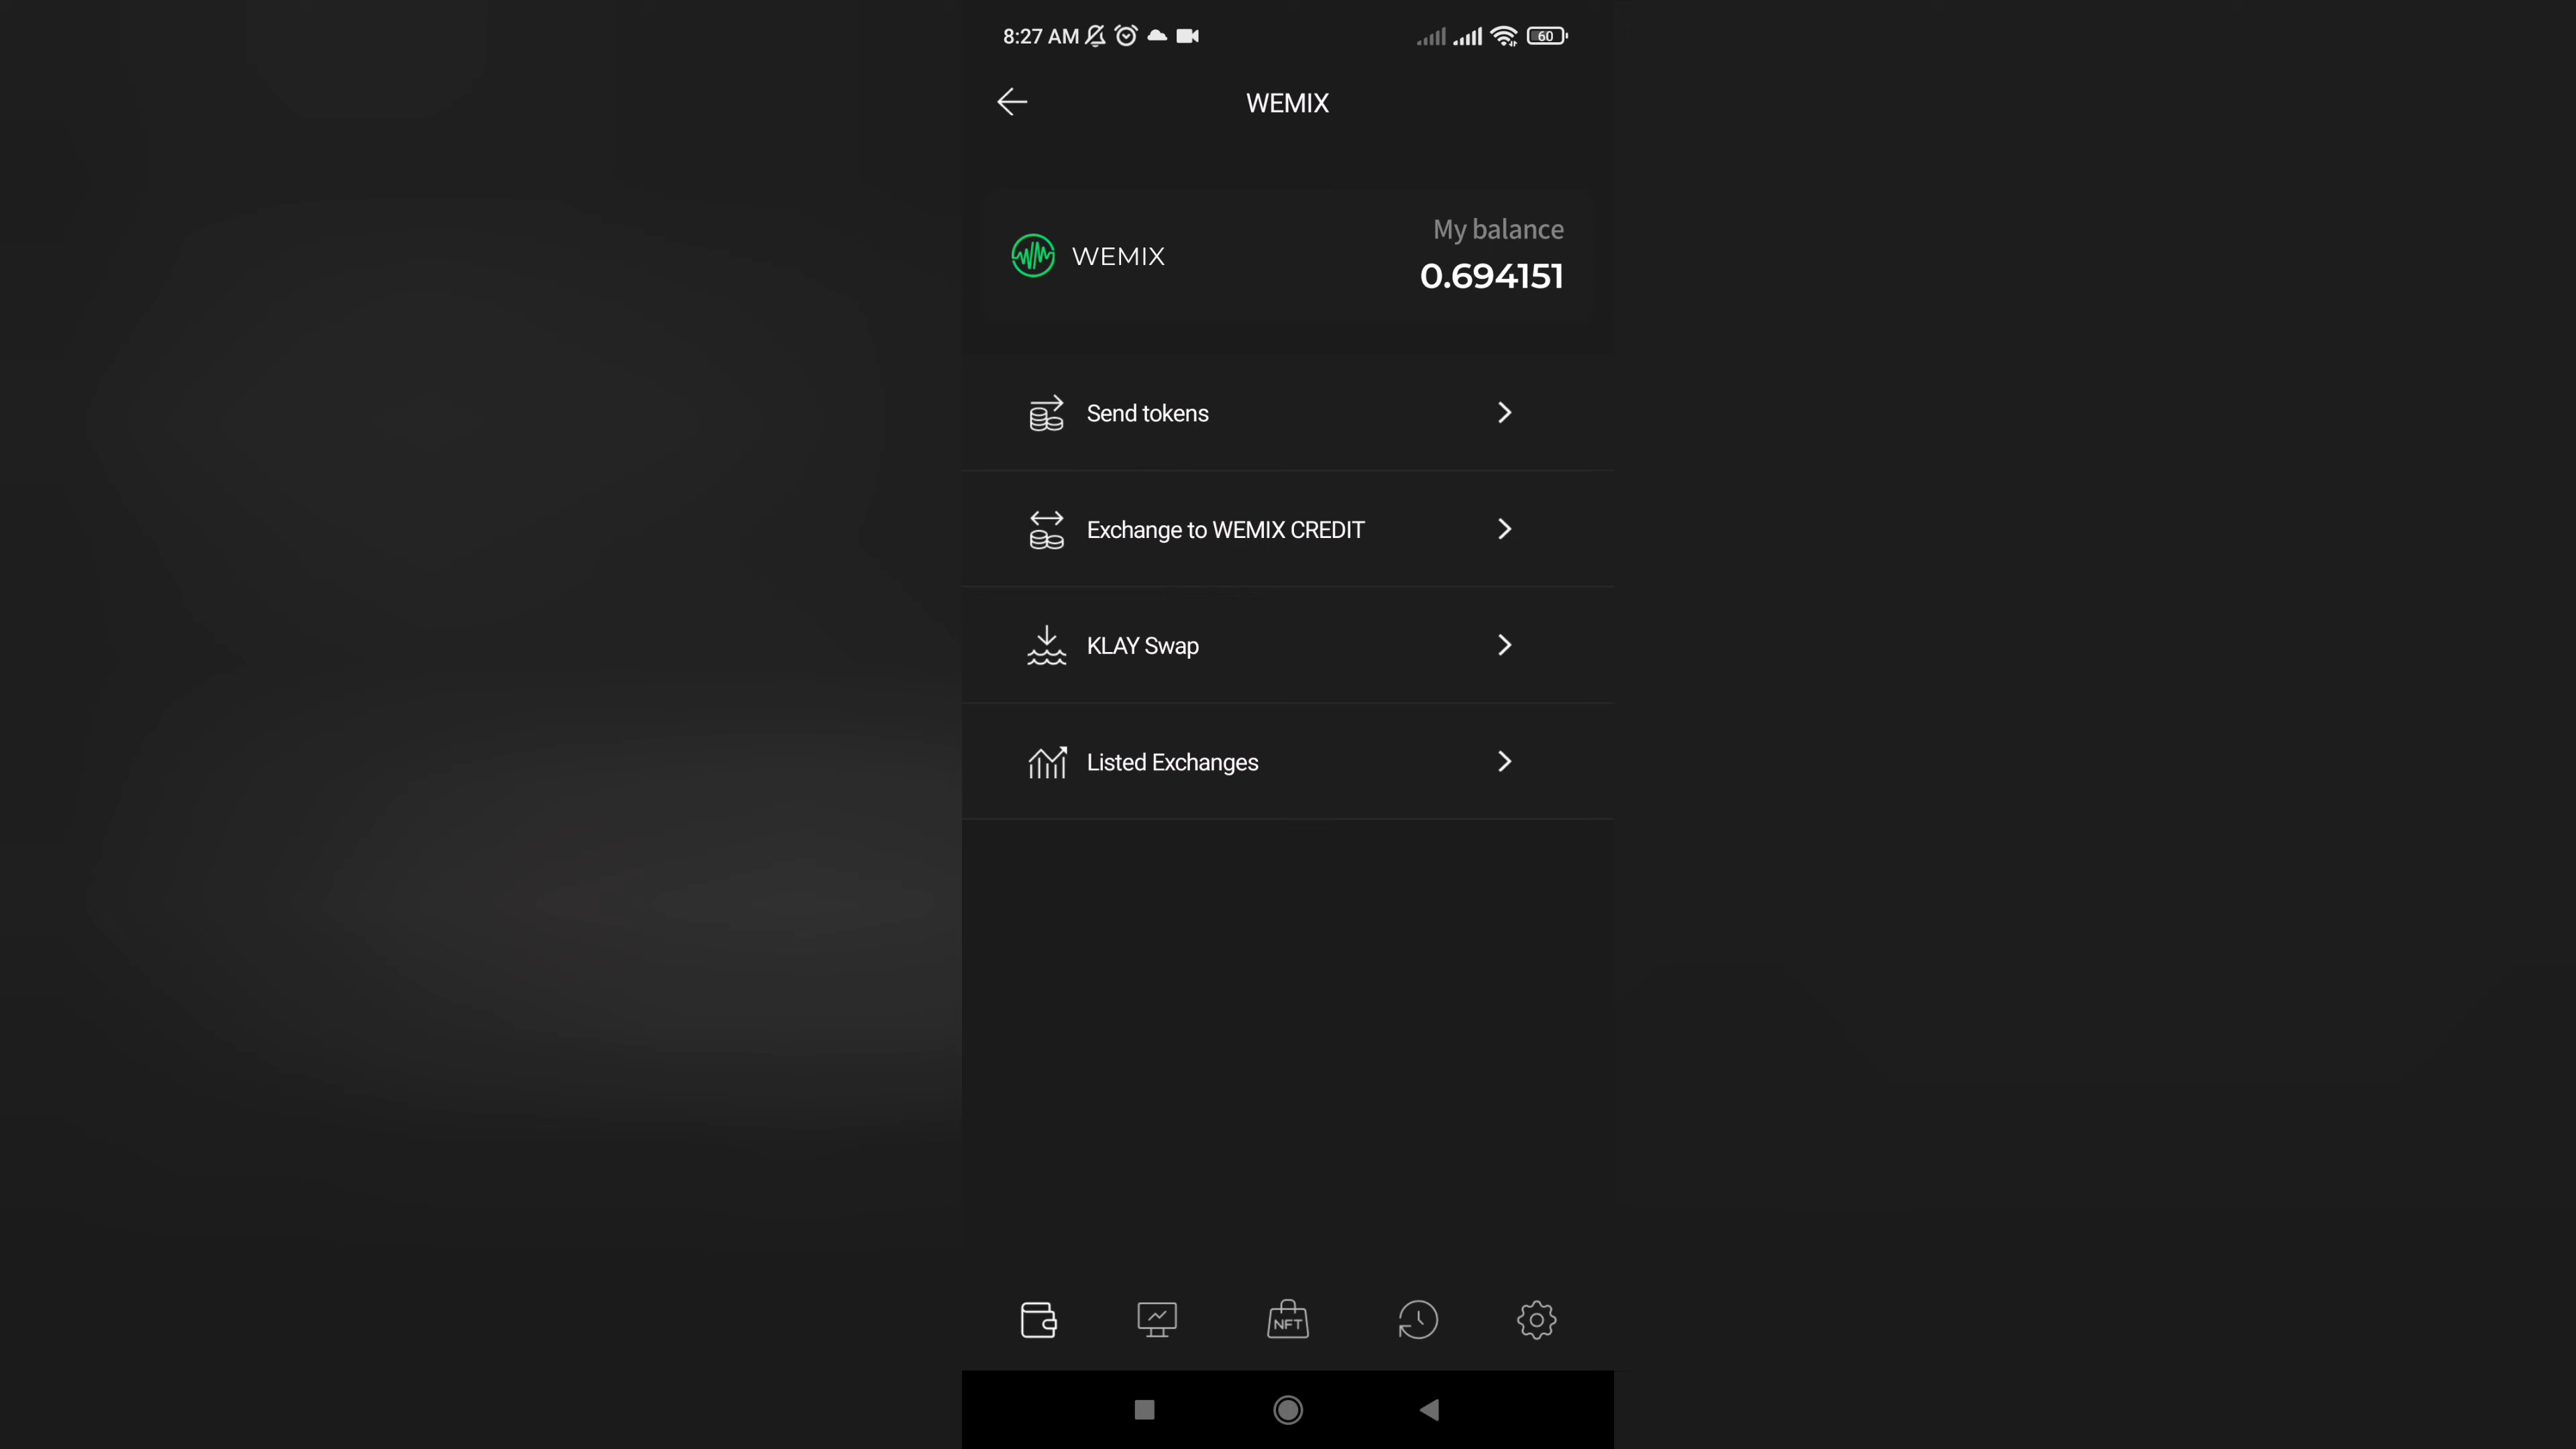 8:27 AM
60
WEMIX
My balance
WEMIX
0.694151
Send tokens
Exchange to WEMIX CREDIT
KLAY Swap
Listed Exchanges
NFT